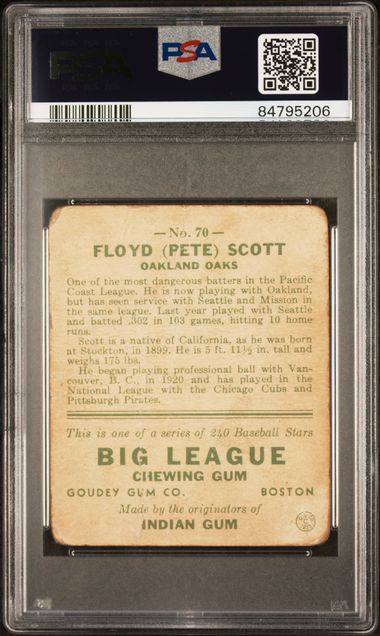 PSA
PSA
84795206
— No. 70 —
FLOYD (PETE) SCOTT
OAKLAND OAKS
One of the most dangerous batters in the Pacific
Coast League. He is now playing with Oakland,
but has seen service with Seattle and Mission in
the same league. Last year played with Seattle
and batted .302 in 103 games, hitting 10 home
runs.
Scott is a native of California, as he was born
at Stockton, in 1899. He is 5 ft. 11½ in. tall and
weighs 175 lbs.
He began playing professional ball with Van-
couver, B. C., in 1920 and has played in the
National League with the Chicago Cubs and
Pittsburgh Pirates.
This is one of a series of 240 Baseball Stars
BIG LEAGUE
CHEWING GUM
GOUDEY GUM CO. BOSTON
Made by the originators of
INDIAN GUM